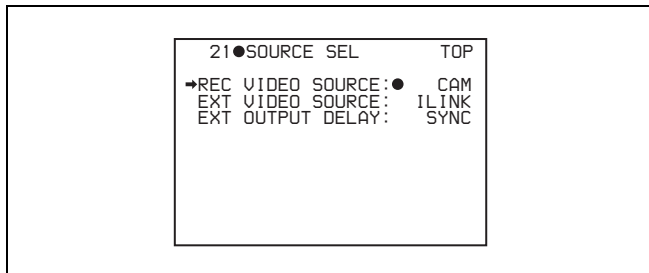 21●SOURCE SEL TOP
➡REC VIDEO SOURCE:● CAM
EXT VIDEO SOURCE: ILINK
EXT OUTPUT DELAY: SYNC